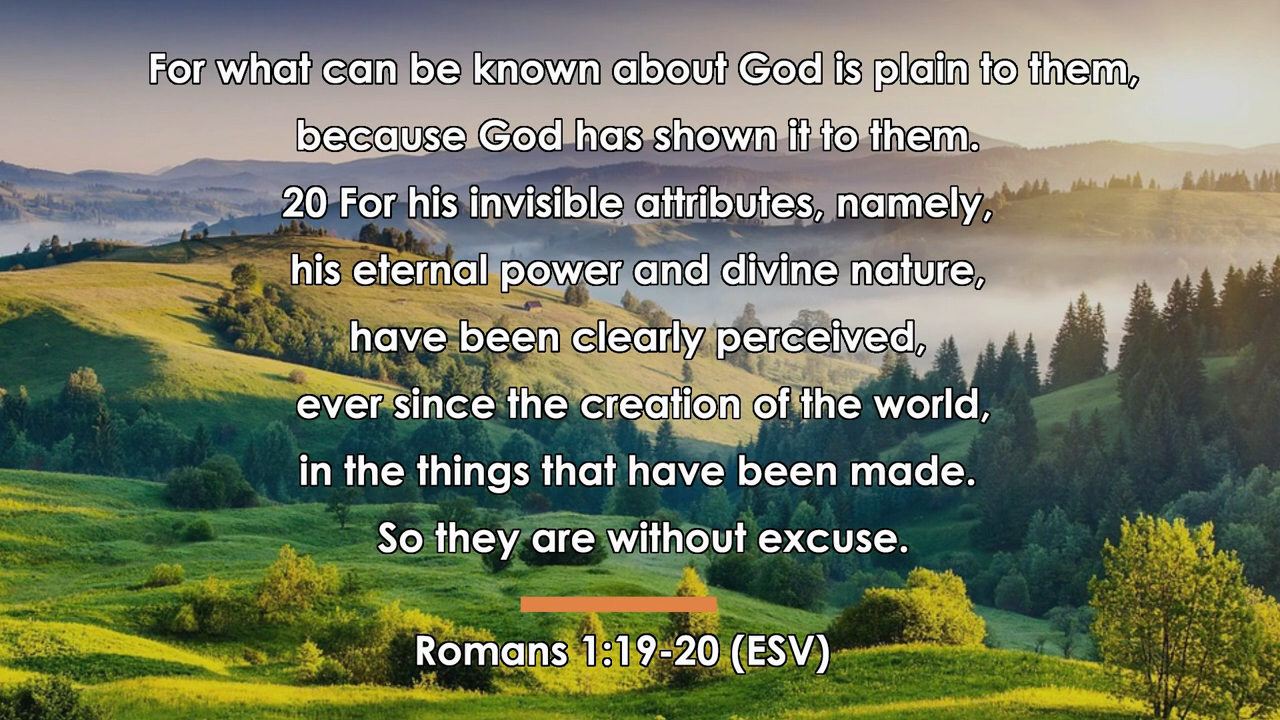 For what can be known about God is plain to them,
because God has shown it to them.
20 For his invisible attributes, namely,
his eternal power and divine nature,
have been clearly perceived,
ever since the creation of the world,
in the things that have been made.
So they are without excuse.
Romans 1:19-20 (ESV)